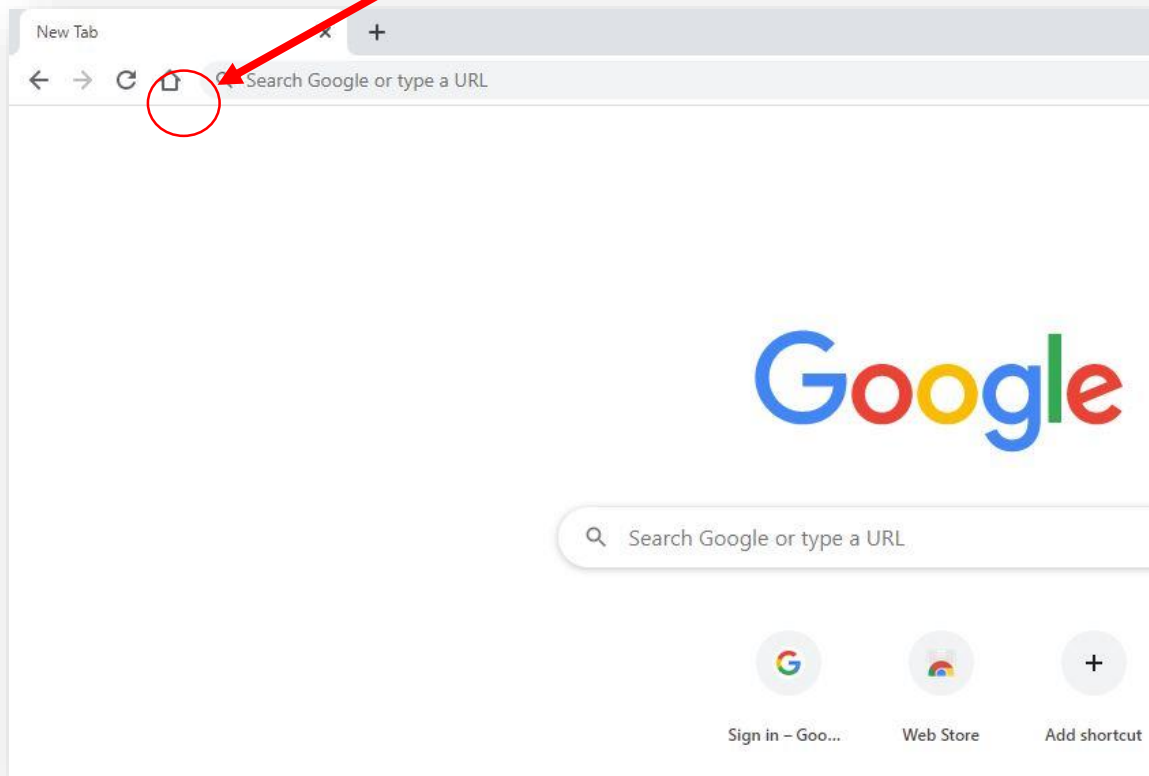 New Tab
Search Google or type a URL
Google
Search Google or type a URL
G
Sign in – Goo...
Web Store
Add shortcut